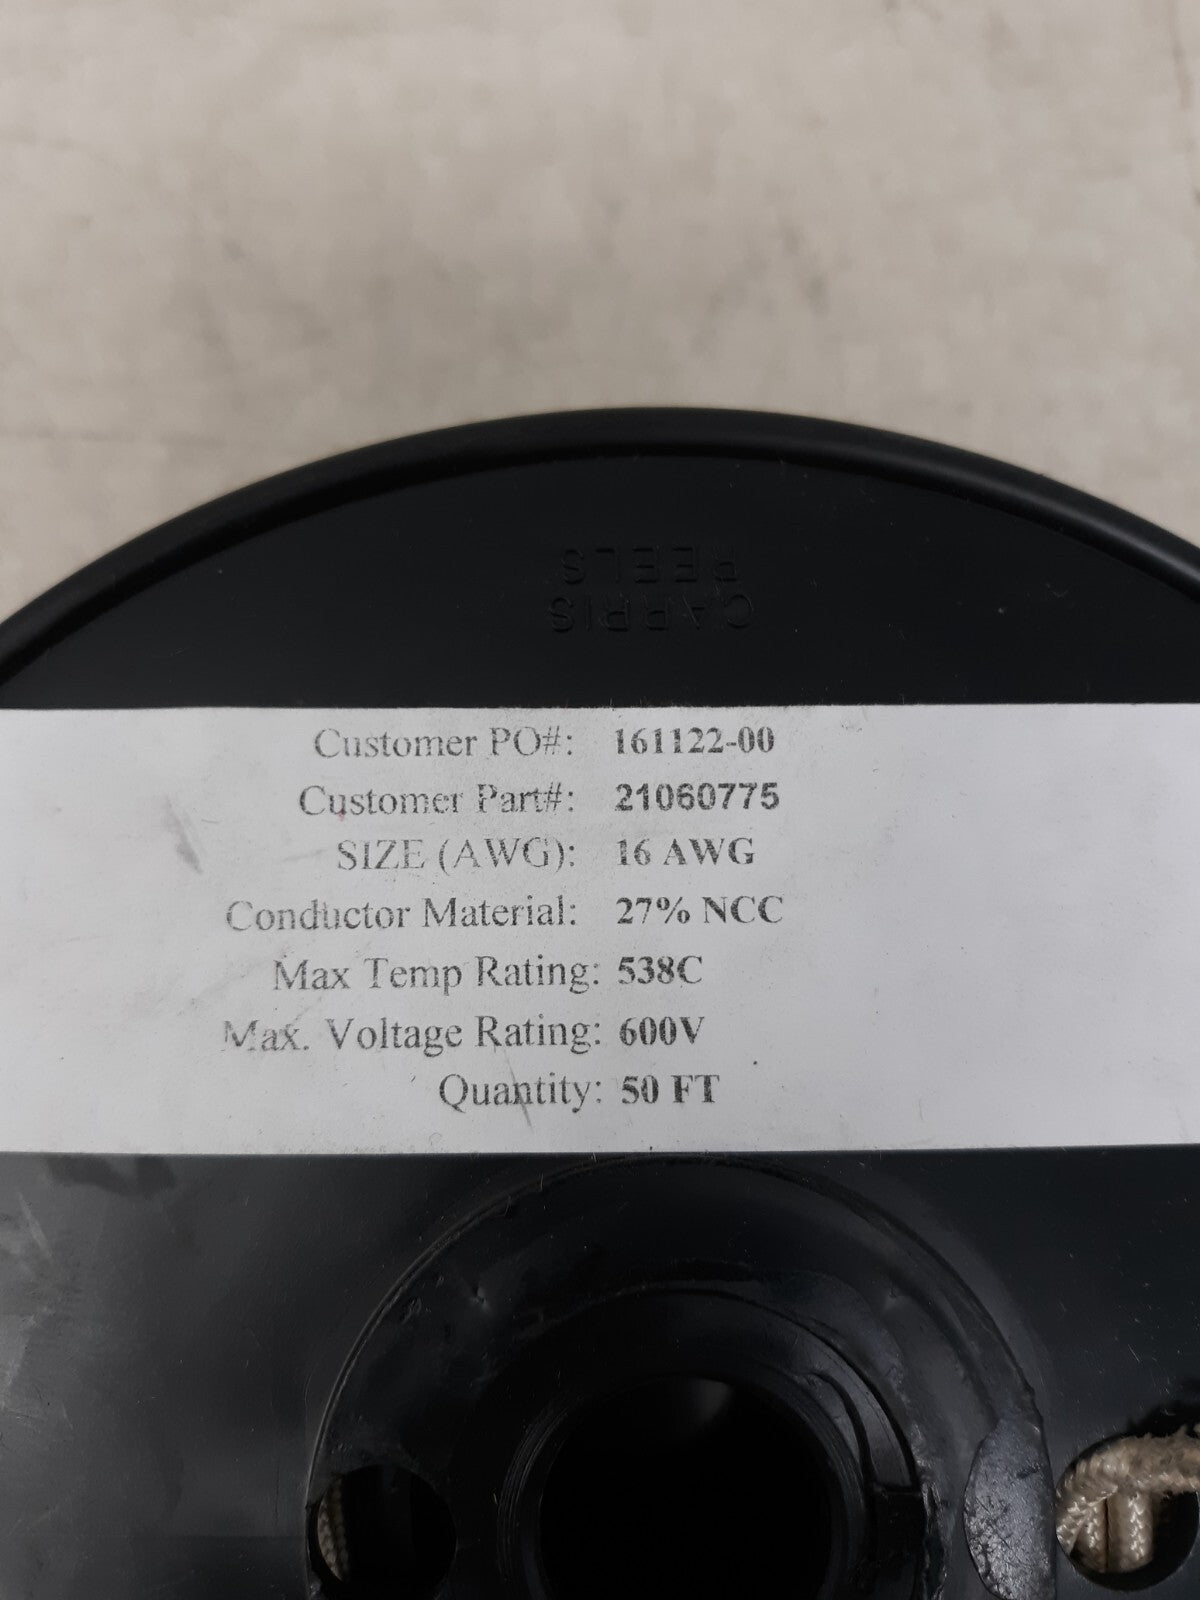 CARRIS
REELS
Customer PO#: 161122-00
Customer Part#: 21060775
SIZE (AWG): 16 AWG
Conductor Material: 27% NCC
Max Temp Rating: 538C
Max. Voltage Rating: 600V
Quantity: 50 FT